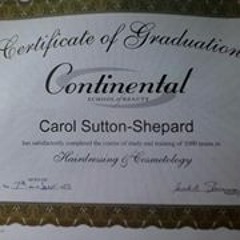 Certificate of Graduation
Continental
SCHOOL of BEAUTY
Carol Sutton-Shepard
has satisfactorily completed the course of study and training of 1000 hours in
Hairdressing & Cosmetology